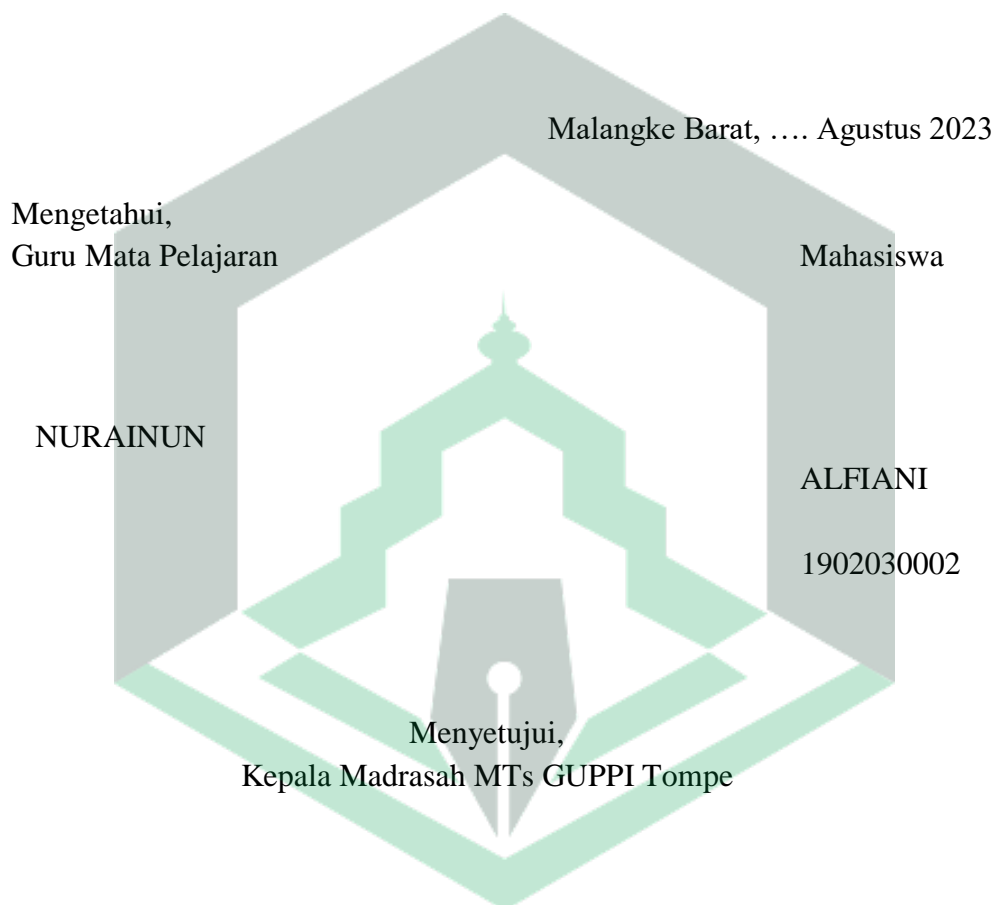 Malangke Barat, …. Agustus 2023
Mengetahui,
Guru Mata Pelajaran
Mahasiswa
NURAINUN
ALFIANI
1902030002
Menyetujui,
Kepala Madrasah MTs GUPPI Tompe